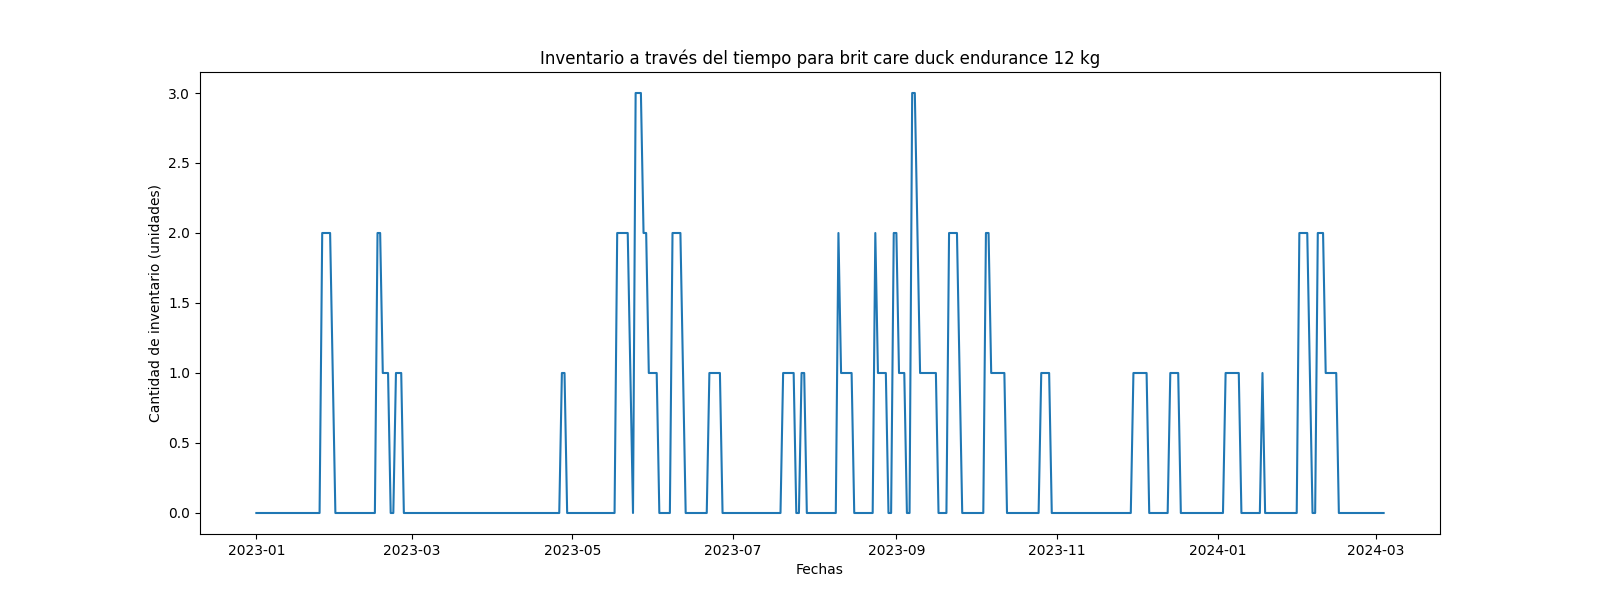 Inventario a través del tiempo para brit care duck endurance 12 kg
Cantidad de inventario (unidades)
3.0
2.5
2.0
1.5
1.0
0.5
0.0
2023-01 2023-03 2023-05 2023-07 2023-09 2023-11 2024-01 2024-03
Fechas